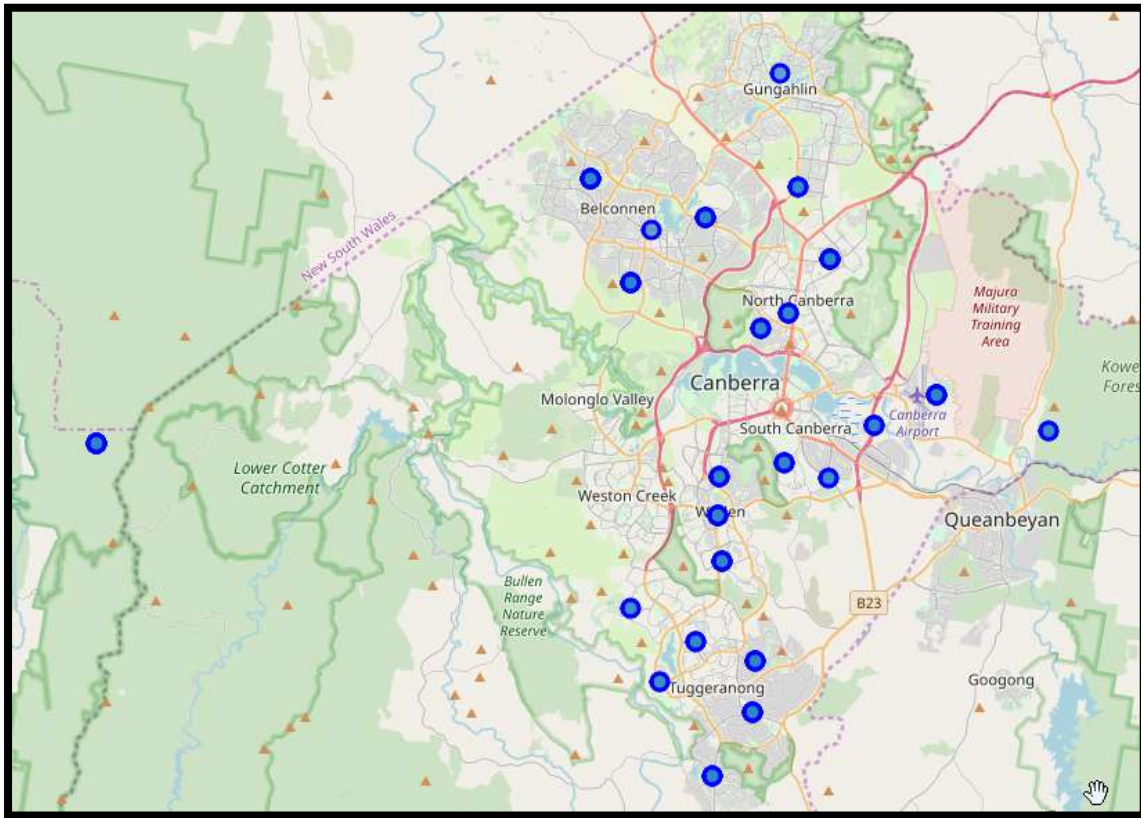 Gungahlin
Belconnen
New South Wales
North Canberra
Majura
Military
Training
Area
Kowe
Fores
Canberra
Molonglo Valley
South Canberra
Canberra
Airport
Lower Cotter
Catchment
Weston Creek
Queanbeyan
Bullen
Range
Nature
Reserve
B23
Tuggeranong
Googong